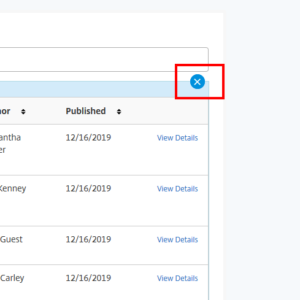 hor Published
antha 12/16/2019 View Details
er
Kenney 12/16/2019 View Details
Guest 12/16/2019 View Details
Carley 12/16/2019 View Details